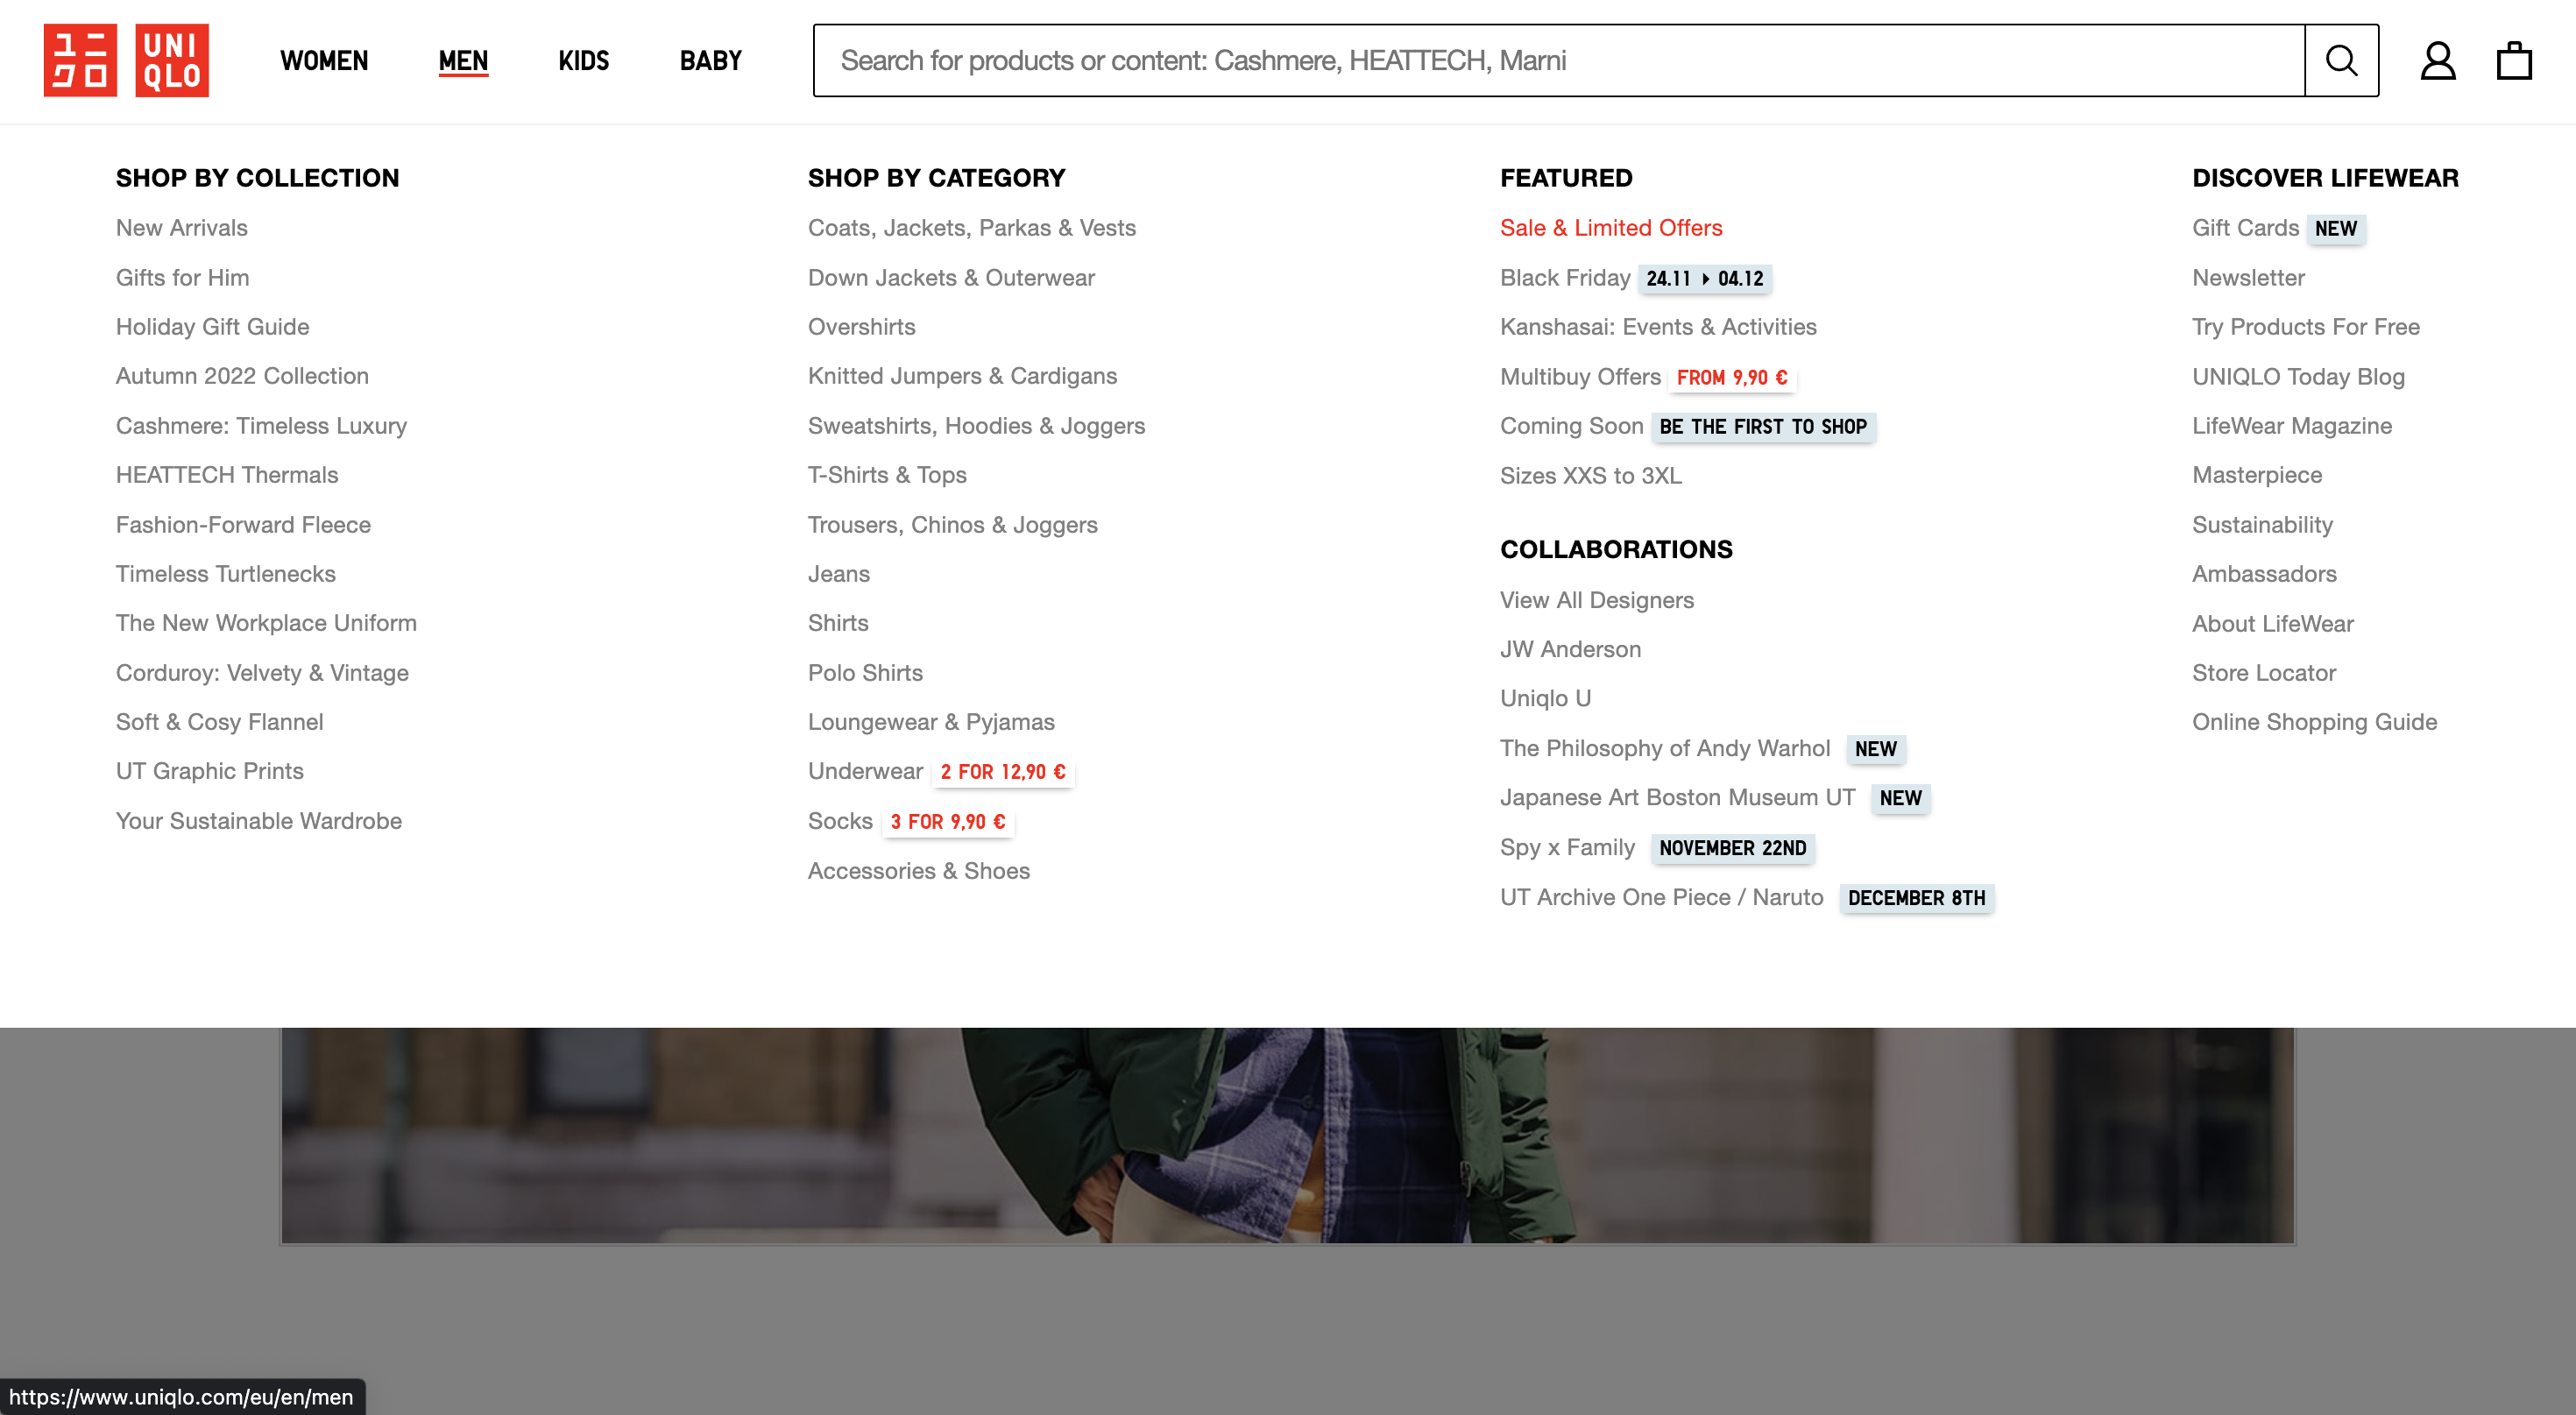 ユニ
クロ
UNI
QLO
WOMEN
MEN
KIDS
BABY
Search for products or content: Cashmere, HEATTECH, Marni
SHOP BY COLLECTION
New Arrivals
Gifts for Him
Holiday Gift Guide
Autumn 2022 Collection
Cashmere: Timeless Luxury
HEATTECH Thermals
Fashion-Forward Fleece
Timeless Turtlenecks
The New Workplace Uniform
Corduroy: Velvety & Vintage
Soft & Cosy Flannel
UT Graphic Prints
Your Sustainable Wardrobe
SHOP BY CATEGORY
Coats, Jackets, Parkas & Vests
Down Jackets & Outerwear
Overshirts
Knitted Jumpers & Cardigans
Sweatshirts, Hoodies & Joggers
T-Shirts & Tops
Trousers, Chinos & Joggers
Jeans
Shirts
Polo Shirts
Loungewear & Pyjamas
Underwear 2 FOR 12,90 €
Socks 3 FOR 9,90 €
Accessories & Shoes
FEATURED
Sale & Limited Offers
Black Friday 24.11 ▸ 04.12
Kanshasai: Events & Activities
Multibuy Offers FROM 9,90 €
Coming Soon BE THE FIRST TO SHOP
Sizes XXS to 3XL
COLLABORATIONS
View All Designers
JW Anderson
Uniqlo U
The Philosophy of Andy Warhol NEW
Japanese Art Boston Museum UT NEW
Spy x Family NOVEMBER 22ND
UT Archive One Piece / Naruto DECEMBER 8TH
DISCOVER LIFEWEAR
Gift Cards NEW
Newsletter
Try Products For Free
UNIQLO Today Blog
LifeWear Magazine
Masterpiece
Sustainability
Ambassadors
About LifeWear
Store Locator
Online Shopping Guide
https://www.uniqlo.com/eu/en/men